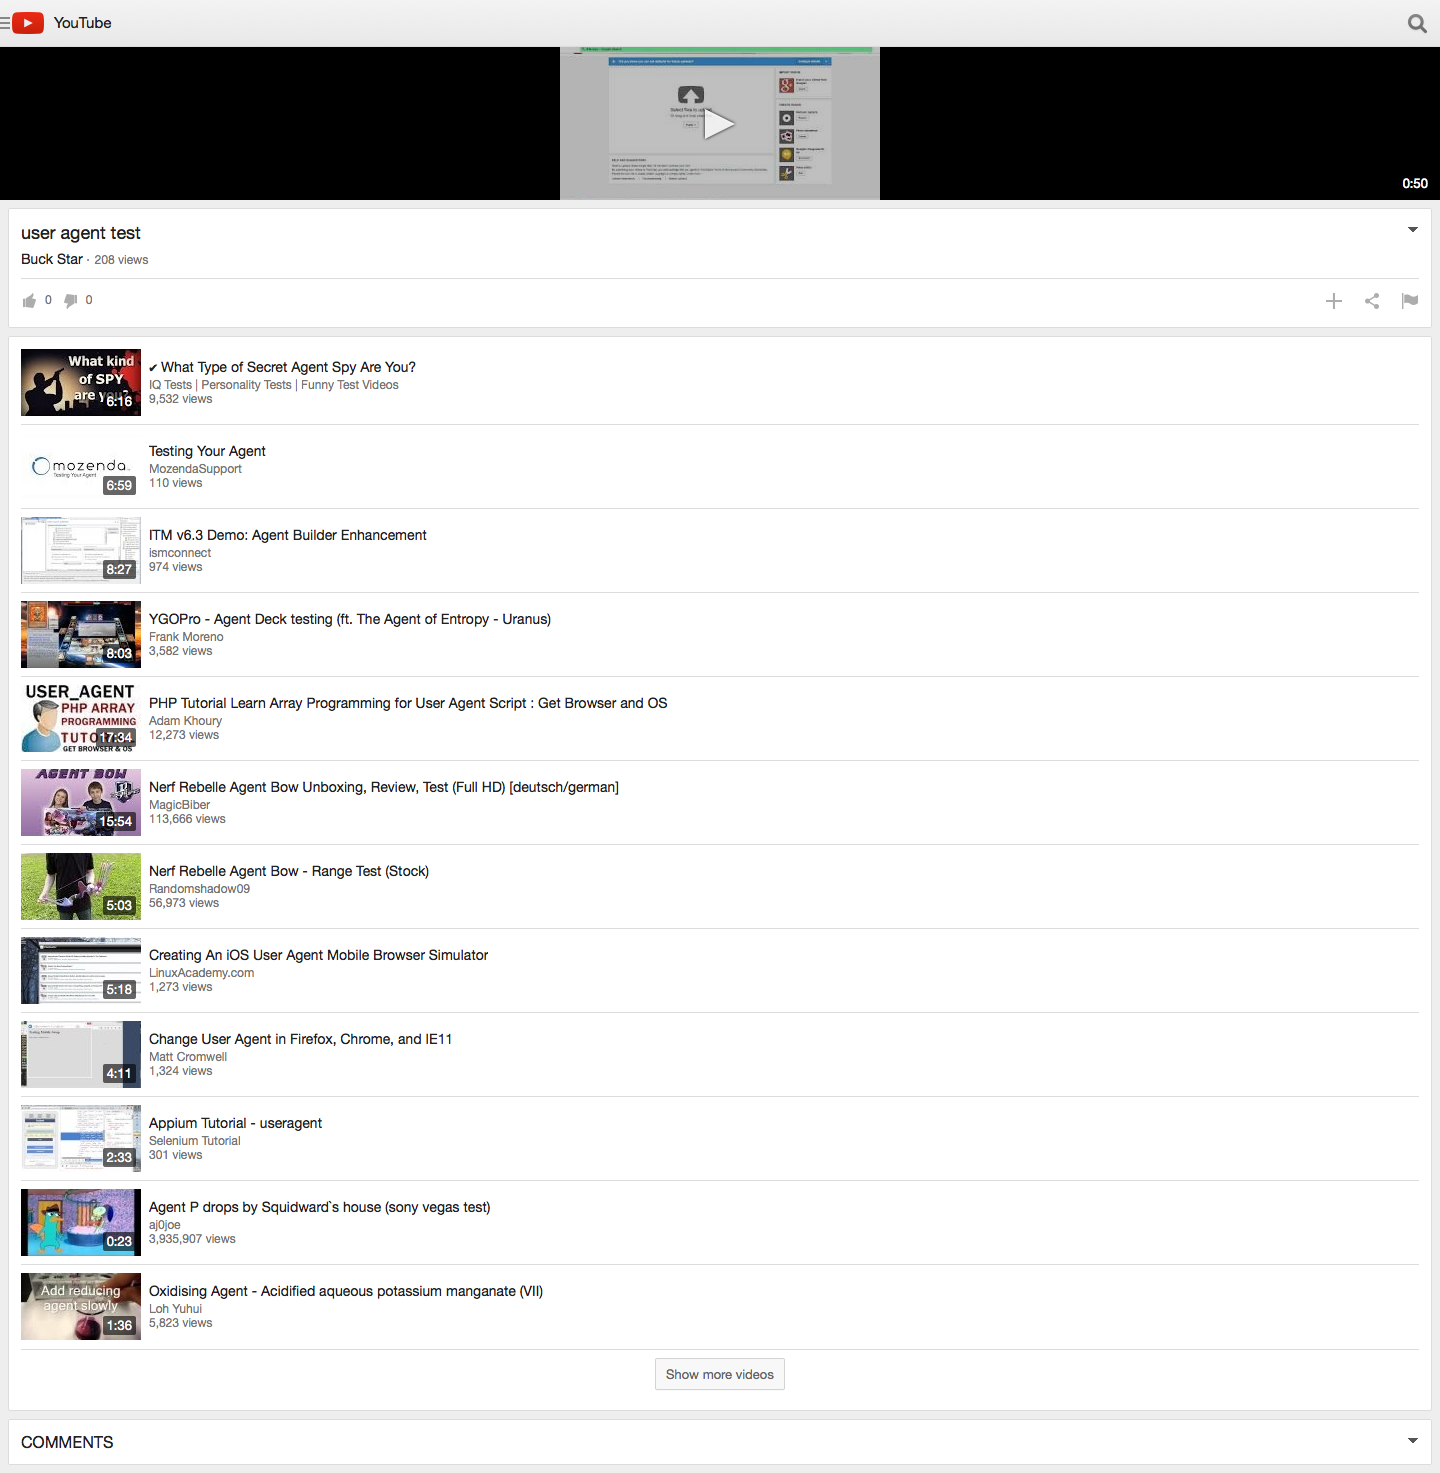 YouTube
0:50
user agent test
Buck Star · 208 views
0 0
What kind
of SPY
are you?
6:16
✔ What Type of Secret Agent Spy Are You?
IQ Tests | Personality Tests | Funny Test Videos
9,532 views
mozenda
Testing Your Agent
6:59
Testing Your Agent
MozendaSupport
110 views
8:27
ITM v6.3 Demo: Agent Builder Enhancement
ismconnect
974 views
8:03
YGOPro - Agent Deck testing (ft. The Agent of Entropy - Uranus)
Frank Moreno
3,582 views
USER_AGENT
PHP ARRAY
PROGRAMMING
GET BROWSER & OS
17:34
PHP Tutorial Learn Array Programming for User Agent Script : Get Browser and OS
Adam Khoury
12,273 views
AGENT BOW
15:54
Nerf Rebelle Agent Bow Unboxing, Review, Test (Full HD) [deutsch/german]
MagicBiber
113,666 views
5:03
Nerf Rebelle Agent Bow - Range Test (Stock)
Randomshadow09
56,973 views
5:18
Creating An iOS User Agent Mobile Browser Simulator
LinuxAcademy.com
1,273 views
4:11
Change User Agent in Firefox, Chrome, and IE11
Matt Cromwell
1,324 views
2:33
Appium Tutorial - useragent
Selenium Tutorial
301 views
0:23
Agent P drops by Squidward`s house (sony vegas test)
aj0joe
3,935,907 views
Add reducing
agent slowly
1:36
Oxidising Agent - Acidified aqueous potassium manganate (VII)
Loh Yuhui
5,823 views
Show more videos
COMMENTS